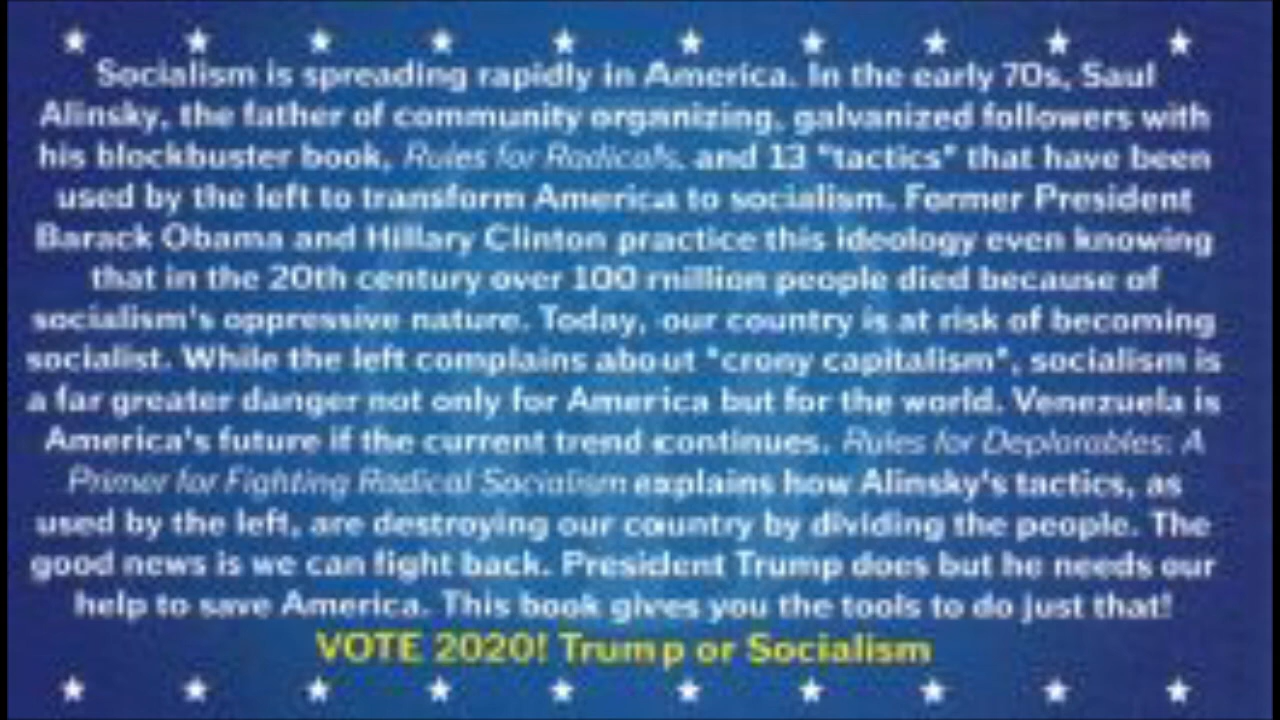 Socialism is spreading rapidly in America. In the early 70s, Saul
Alinsky, the father of community organizing, galvanized followers with
his blockbuster book, Rules for Radicals, and 13 "tactics" that have been
used by the left to transform America to socialism. Former President
Barack Obama and Hillary Clinton practice this ideology even knowing
that in the 20th century over 100 million people died because of
socialism's oppressive nature. Today, our country is at risk of becoming
socialist. While the left complains about "crony capitalism", socialism is
a far greater danger not only for America but for the world. Venezuela is
America's future if the current trend continues. Rules for Deplorables: A
Primer for Fighting Radical Socialism explains how Alinsky's tactics, as
used by the left, are destroying our country by dividing the people. The
good news is we can fight back. President Trump does but he needs our
help to save America. This book gives you the tools to do just that!
VOTE 2020! Trump or Socialism